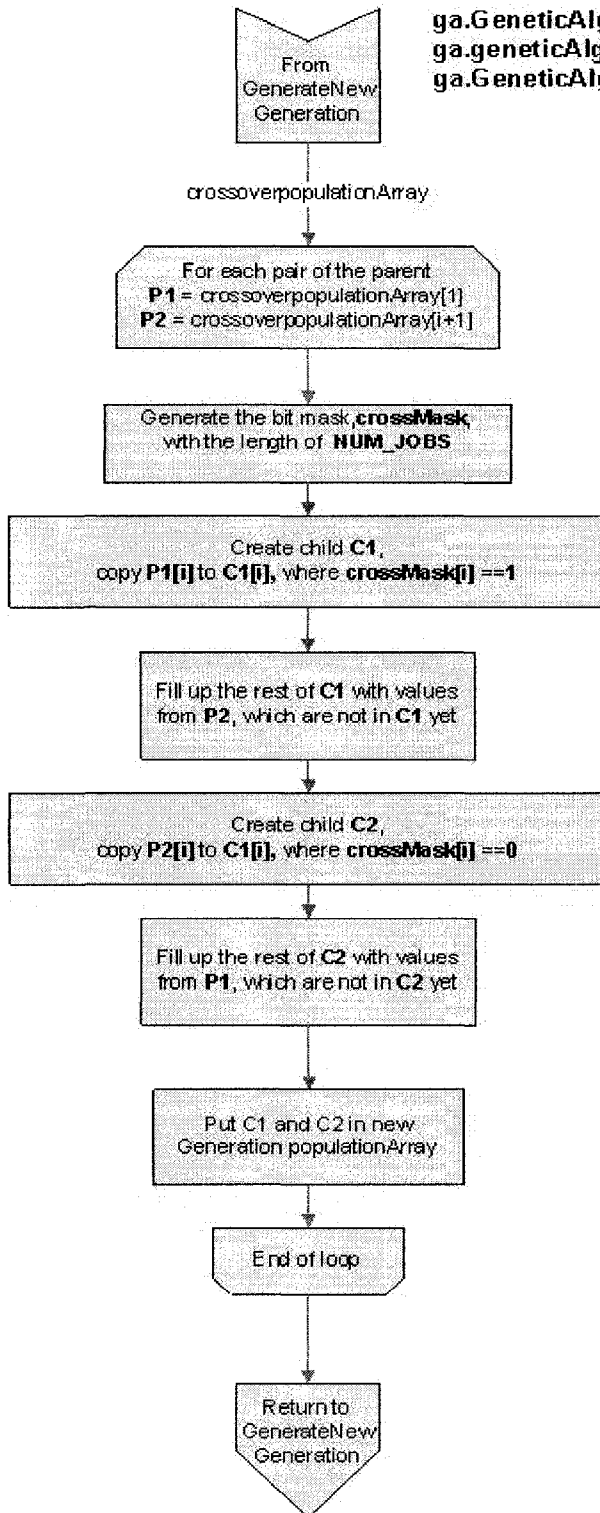 ga.GeneticAlg
ga.geneticAlg
ga.GeneticAlg
From
GenerateNew
Generation
crossoverpopulationArray
For each pair of the parent
P1 = crossoverpopulationArray[1]
P2 = crossoverpopulationArray[i+1]
Generate the bit mask,crossMask,
with the length of NUM_JOBS
Create child C1,
copy P1[i] to C1[i], where crossMask[i] ==1
Fill up the rest of C1 with values
from P2, which are not in C1 yet
Create child C2,
copy P2[i] to C1[i], where crossMask[i] ==0
Fill up the rest of C2 with values
from P1, which are not in C2 yet
Put C1 and C2 in new
Generation populationArray
End of loop
Return to
GenerateNew
Generation